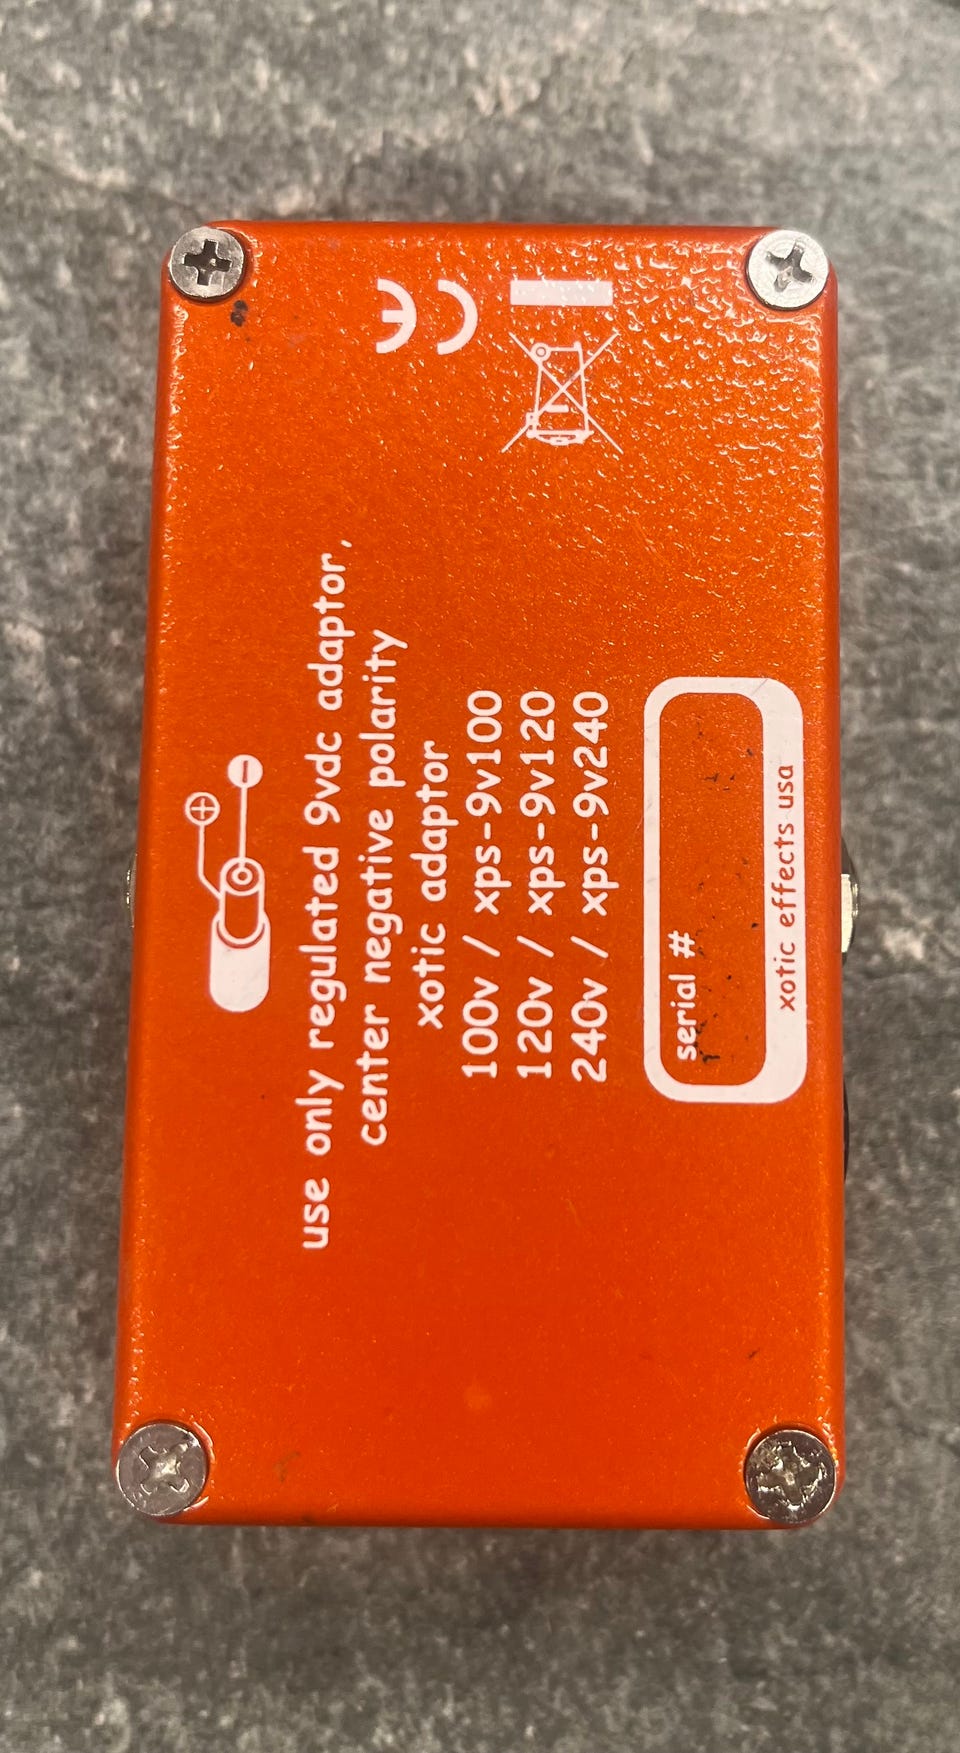 use only regulated 9vdc adaptor,
center negative polarity
xotic adaptor
100v / xps-9v100
120v / xps-9v120
240v / xps-9v240
serial #
xotic effects usa
CE